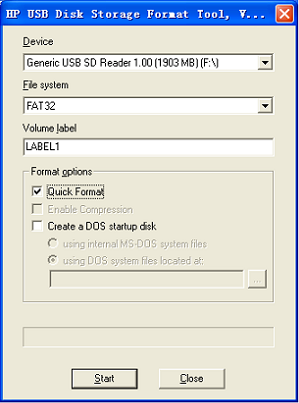 HP USB Disk Storage Format Tool, V...
Device
Generic USB SD Reader 1.00 (1903 MB) (F:\)
File system
FAT32
Volume label
LABEL1
Format options
Quick Format
Enable Compression
Create a DOS startup disk
using internal MS-DOS system files
using DOS system files located at:
...
Start
Close